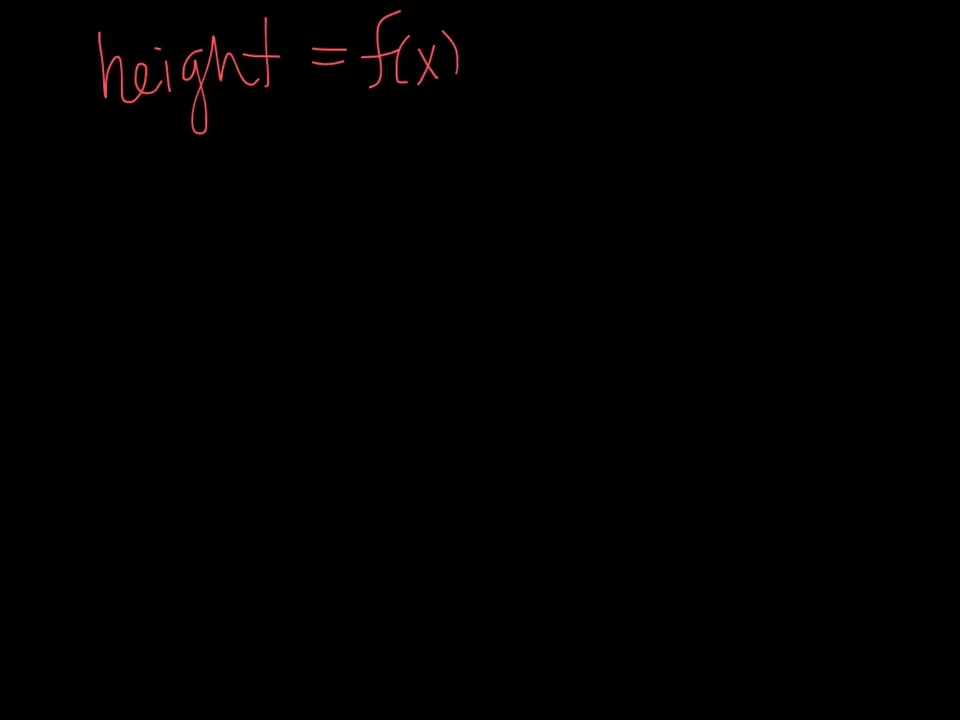 height = f(x)